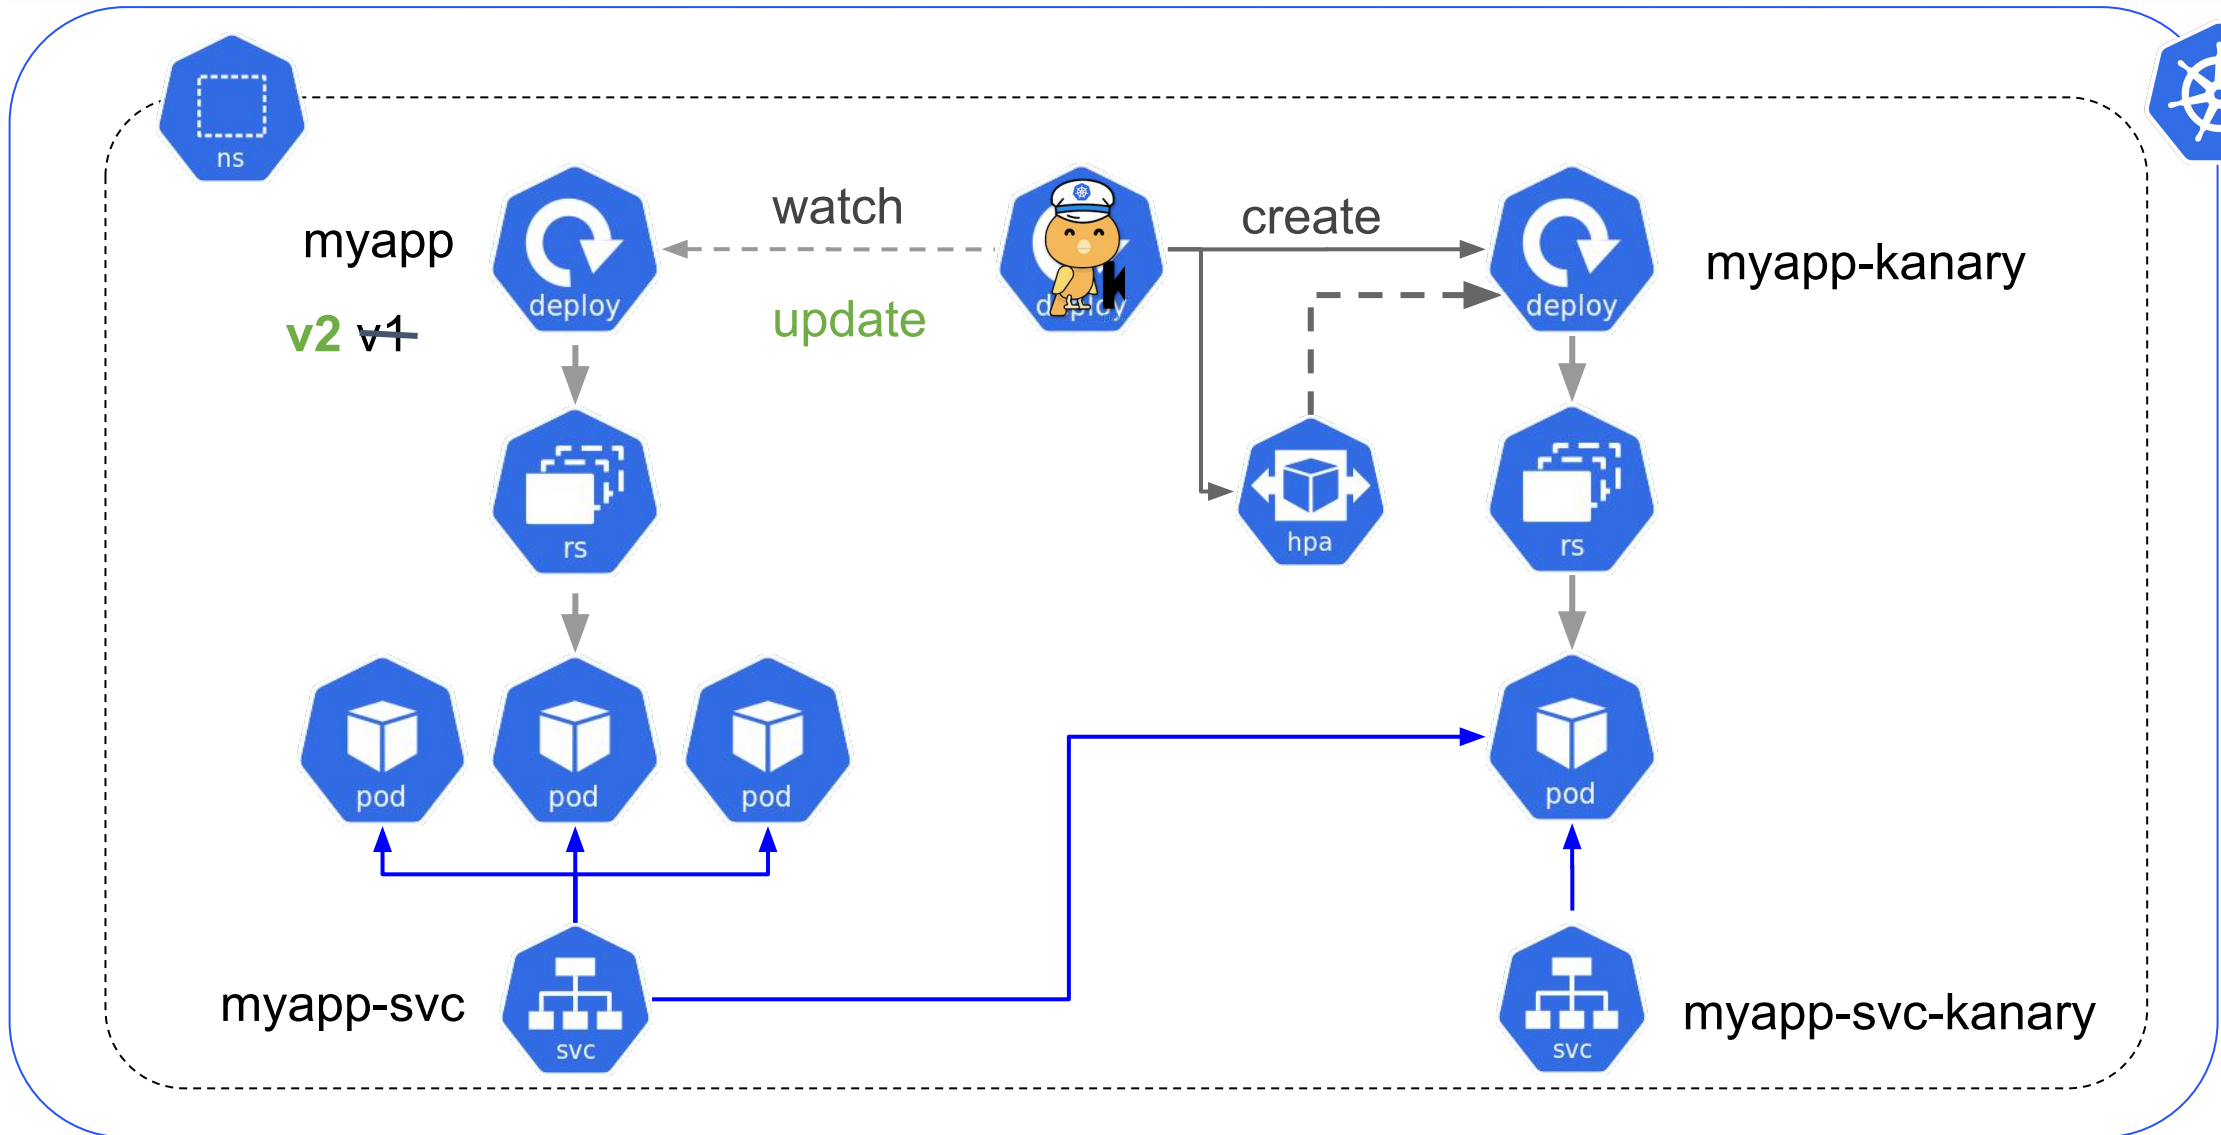 ns
watch
create
myapp
deploy
deploy
deploy
myapp-kanary
v2 v1
update
rs
hpa
rs
pod
pod
pod
pod
myapp-svc
svc
svc
myapp-svc-kanary